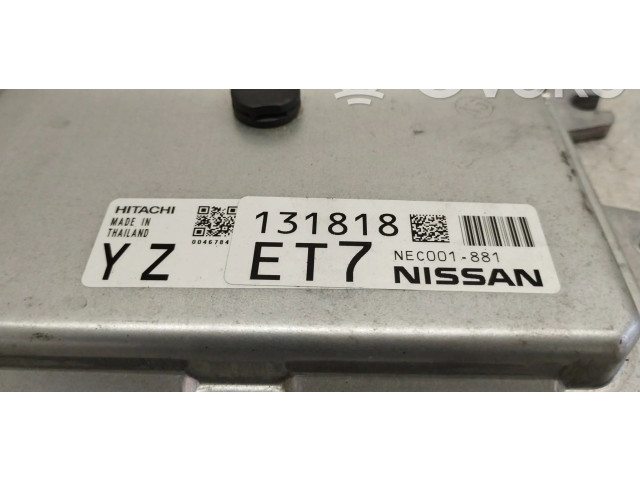 HITACHI
MADE IN
THAILAND
YZ
131818
ET7
NEC001-881
NISSAN